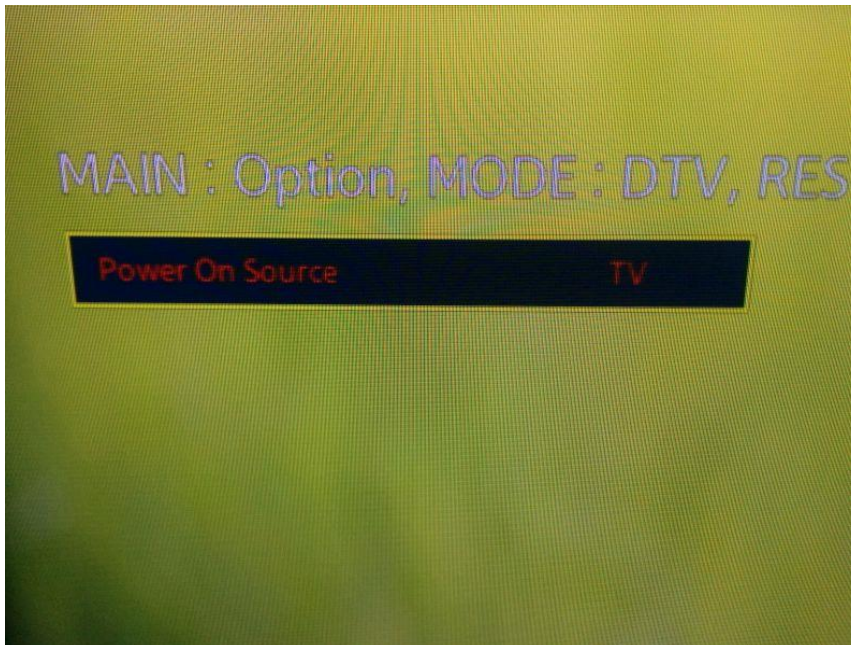 MAIN : Option, MODE : DTV, RES
Power On Source TV